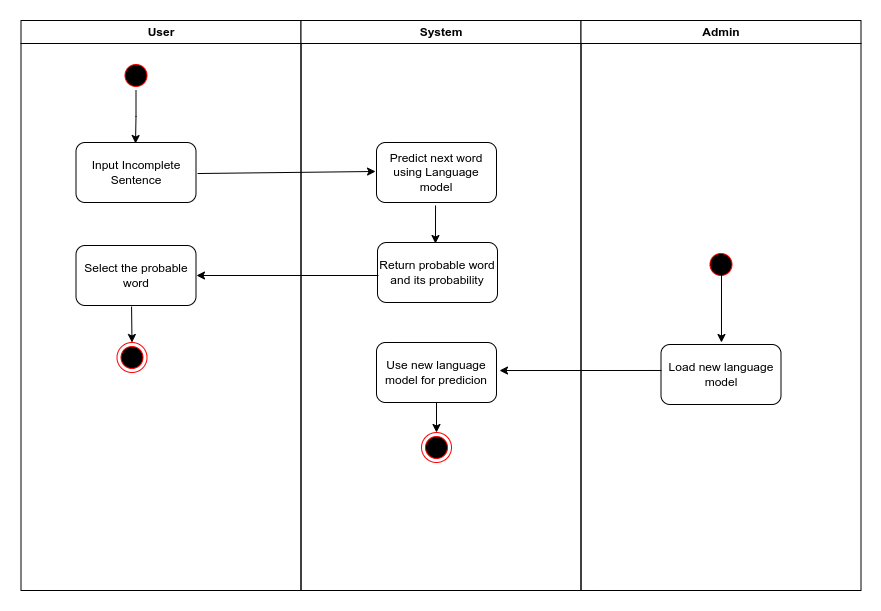 User
System
Admin
Input Incomplete
Sentence
Predict next word
using Language
model
Select the probable
word
Return probable word
and its probability
Use new language
model for predicion
Load new language
model